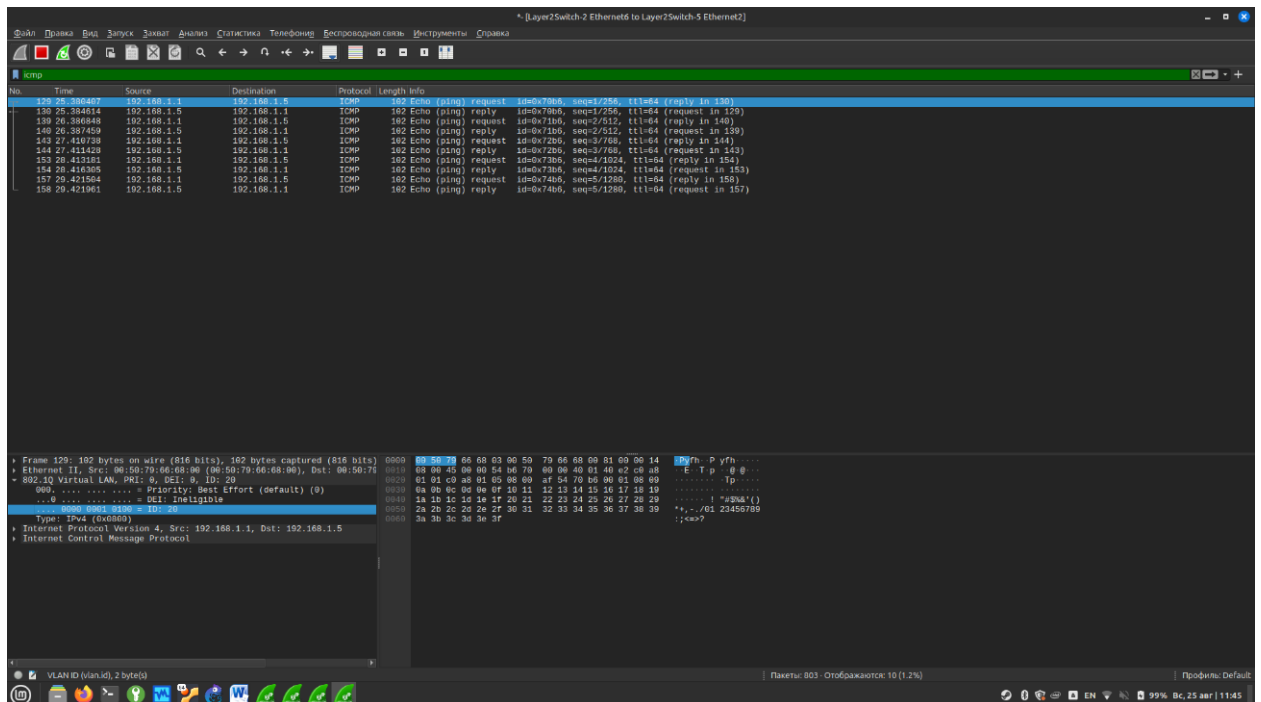 *- [Layer2Switch-2 Ethernet6 to Layer2Switch-5 Ethernet2]
Файл Правка Вид Запуск Захват Анализ Статистика Телефония Беспроводная связь Инструменты Справка
icmp
No. Time Source Destination Protocol Length Info
129 25.380407 192.168.1.1 192.168.1.5 ICMP 102 Echo (ping) request id=0x70b6, seq=1/256, ttl=64 (reply in 130)
130 25.384614 192.168.1.5 192.168.1.1 ICMP 102 Echo (ping) reply id=0x70b6, seq=1/256, ttl=64 (request in 129)
139 26.386848 192.168.1.1 192.168.1.5 ICMP 102 Echo (ping) request id=0x71b6, seq=2/512, ttl=64 (reply in 140)
140 26.387459 192.168.1.5 192.168.1.1 ICMP 102 Echo (ping) reply id=0x71b6, seq=2/512, ttl=64 (request in 139)
143 27.410738 192.168.1.1 192.168.1.5 ICMP 102 Echo (ping) request id=0x72b6, seq=3/768, ttl=64 (reply in 144)
144 27.411428 192.168.1.5 192.168.1.1 ICMP 102 Echo (ping) reply id=0x72b6, seq=3/768, ttl=64 (request in 143)
153 28.413181 192.168.1.1 192.168.1.5 ICMP 102 Echo (ping) request id=0x73b6, seq=4/1024, ttl=64 (reply in 154)
154 28.416305 192.168.1.5 192.168.1.1 ICMP 102 Echo (ping) reply id=0x73b6, seq=4/1024, ttl=64 (request in 153)
157 29.421504 192.168.1.1 192.168.1.5 ICMP 102 Echo (ping) request id=0x74b6, seq=5/1280, ttl=64 (reply in 158)
158 29.421961 192.168.1.5 192.168.1.1 ICMP 102 Echo (ping) reply id=0x74b6, seq=5/1280, ttl=64 (request in 157)
Frame 129: 102 bytes on wire (816 bits), 102 bytes captured (816 bits)
Ethernet II, Src: 00:50:79:66:68:00 (00:50:79:66:68:00), Dst: 00:50:79
802.1Q Virtual LAN, PRI: 0, DEI: 0, ID: 20
000. .... .... .... = Priority: Best Effort (default) (0)
...0 .... .... .... = DEI: Ineligible
.... 0000 0001 0100 = ID: 20
Type: IPv4 (0x0800)
Internet Protocol Version 4, Src: 192.168.1.1, Dst: 192.168.1.5
Internet Control Message Protocol
0000 00 50 79 66 68 03 00 50 79 66 68 00 81 00 00 14 ·Pyfh··P yfh·····
0010 08 00 45 00 00 54 b6 70 00 00 40 01 40 e2 c0 a8 ··E··T·p ··@·@···
0020 01 01 c0 a8 01 05 08 00 af 54 70 b6 00 01 08 09 ········ ·Tp·····
0030 0a 0b 0c 0d 0e 0f 10 11 12 13 14 15 16 17 18 19 ········ ········
0040 1a 1b 1c 1d 1e 1f 20 21 22 23 24 25 26 27 28 29 ······ ! "#$%&'()
0050 2a 2b 2c 2d 2e 2f 30 31 32 33 34 35 36 37 38 39 *+,-./01 23456789
0060 3a 3b 3c 3d 3e 3f :;<=>?
VLAN ID (vlan.id), 2 byte(s) Пакеты: 803 · Отображаются: 10 (1.2%) Профиль: Default
EN 99% Вс, 25 авг | 11:45